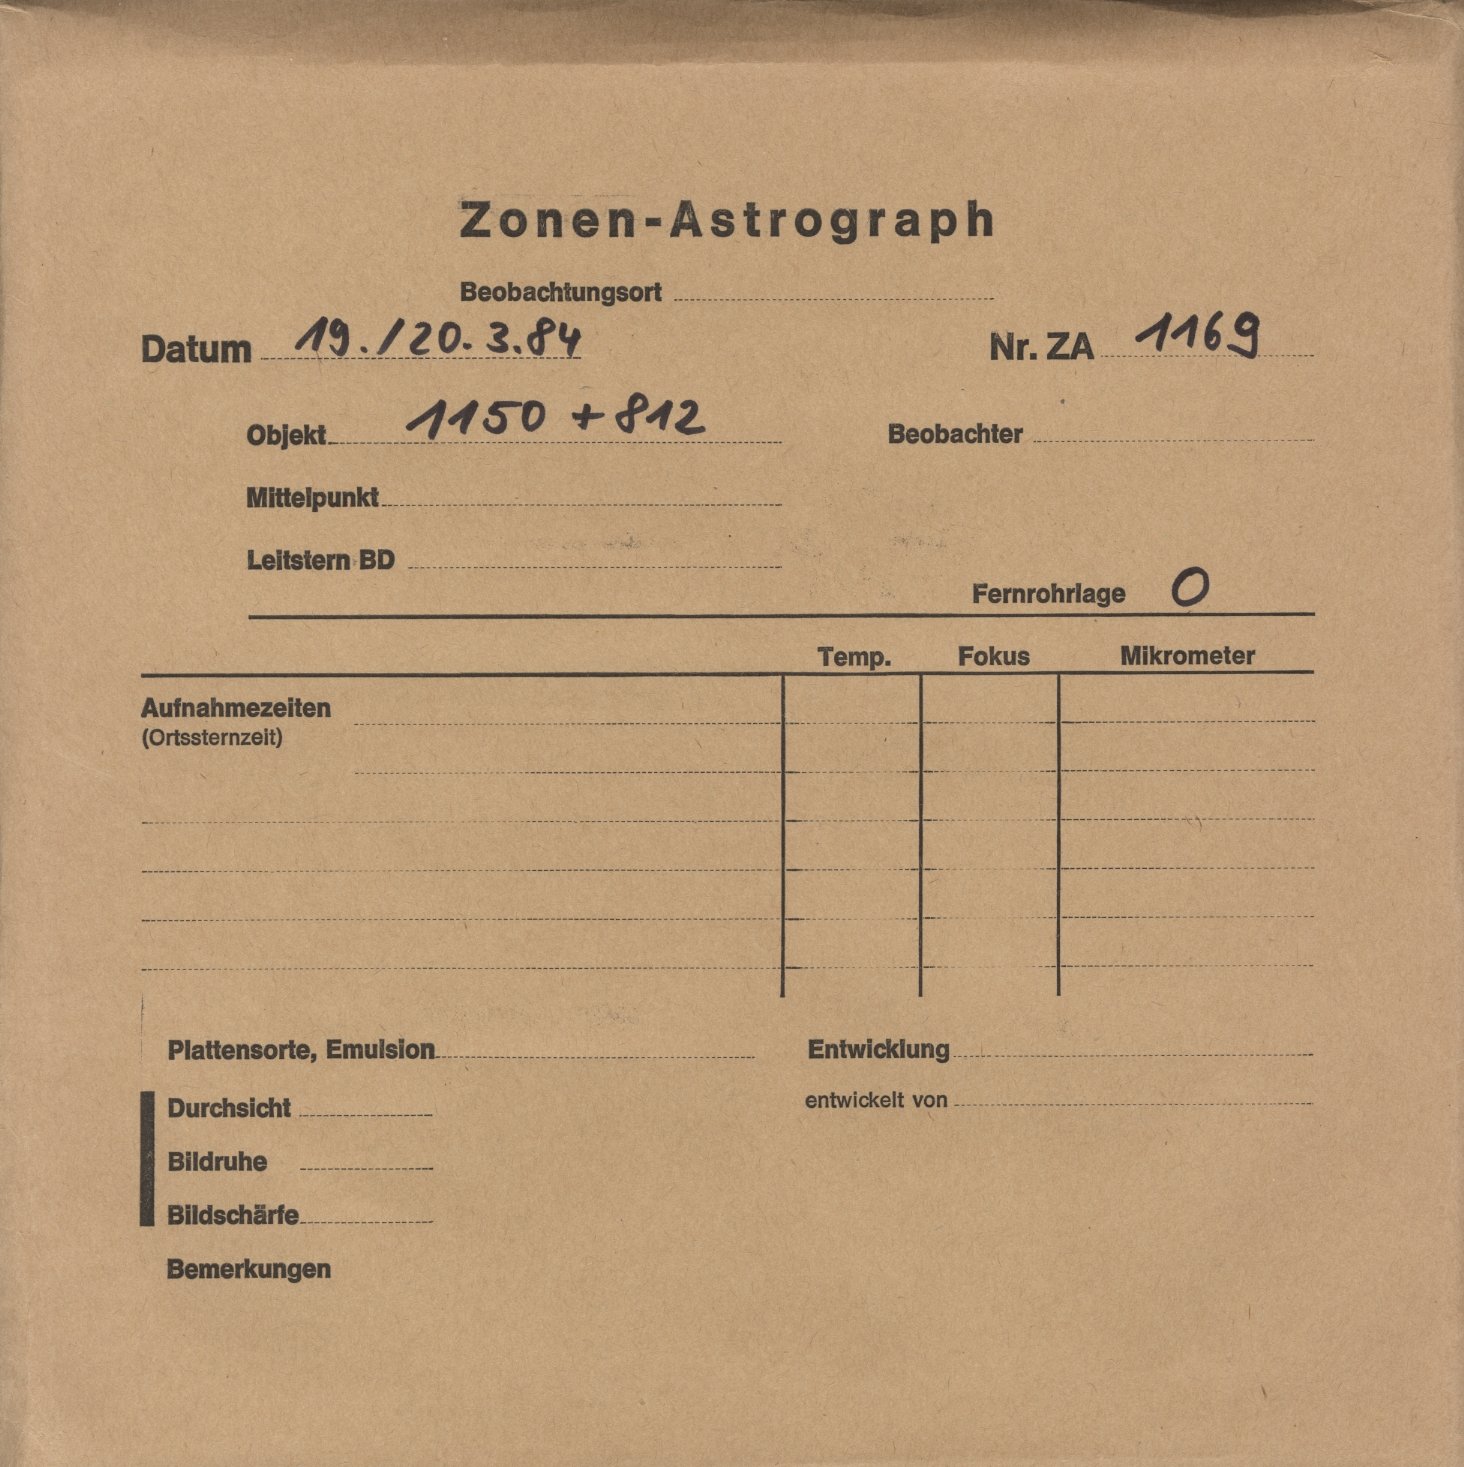 Zonen-Astrograph
Beobachtungsort
Datum 19./20.3.84 Nr. ZA 1169
Objekt 1150 + 812 Beobachter
Mittelpunkt
Leitstern BD
Fernrohrlage O
Temp. Fokus Mikrometer
Aufnahmezeiten
(Ortssternzeit)
Plattensorte, Emulsion Entwicklung
Durchsicht entwickelt von
Bildruhe
Bildschärfe
Bemerkungen